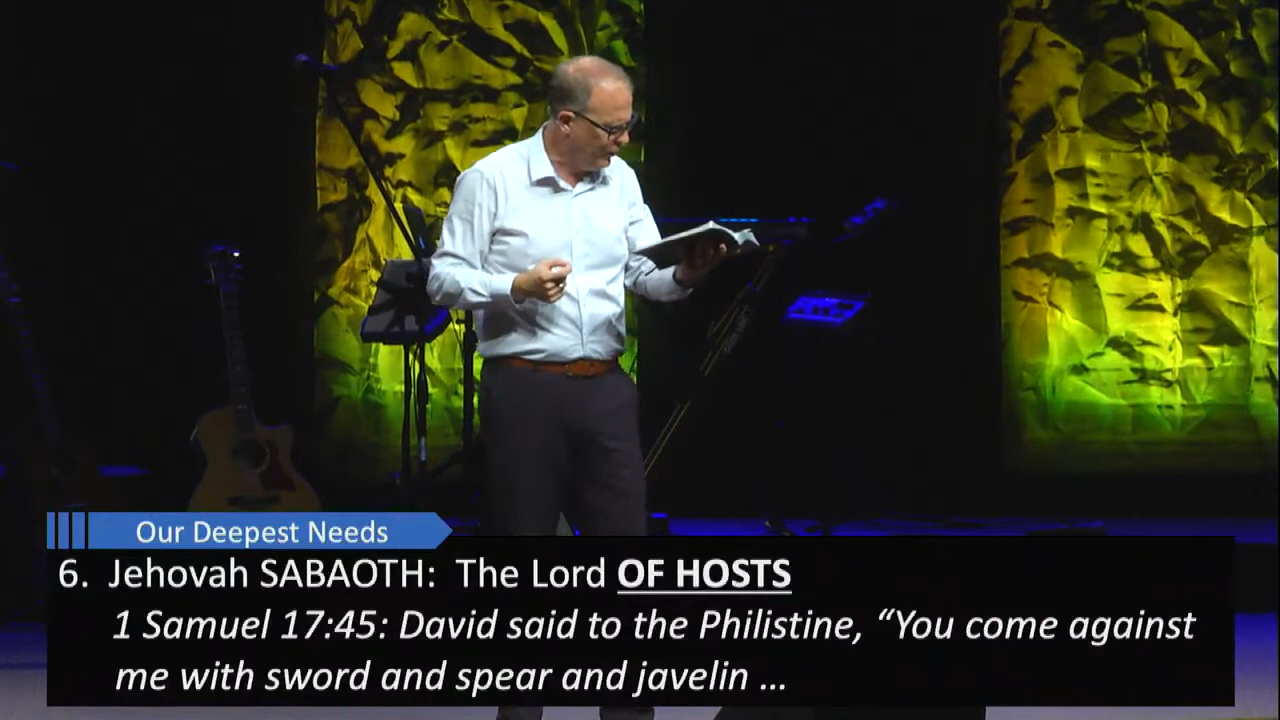 Our Deepest Needs
6. Jehovah SABAOTH: The Lord OF HOSTS
1 Samuel 17:45: David said to the Philistine, “You come against
me with sword and spear and javelin ...